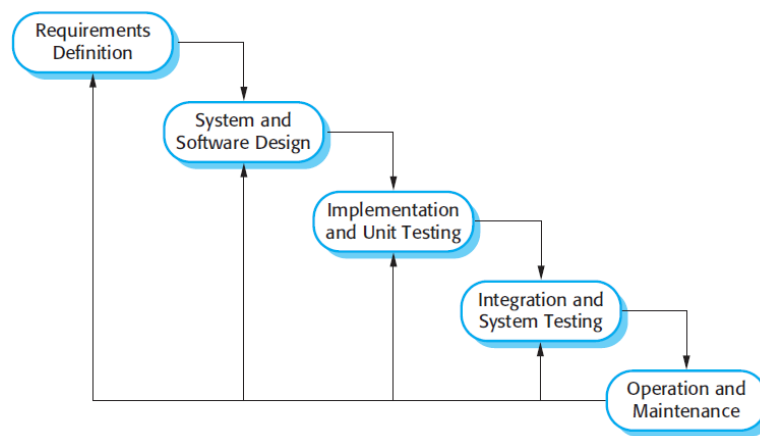 Requirements
Definition
System and
Software Design
Implementation
and Unit Testing
Integration and
System Testing
Operation and
Maintenance